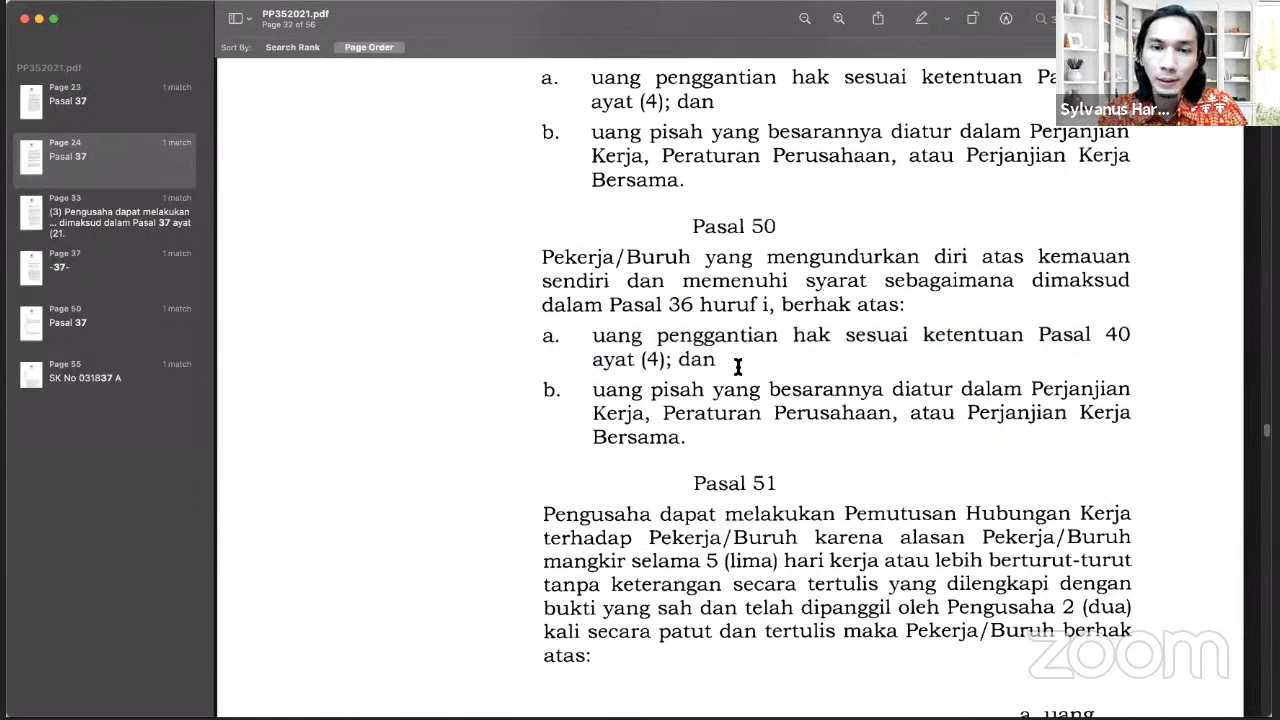 PP352021.pdf
Page 32 of 56
Sort By:
Search Rank
Page Order
PP352021.pdf
Page 23
1 match
Pasal 37
Page 24
1 match
Pasal 37
Page 33
1 match
(3) Pengusaha dapat melakukan
... dimaksud dalam Pasal 37 ayat
(21.
Page 37
1 match
-37-
Page 50
1 match
Pasal 37
Page 55
1 match
SK No 031837 A
a. uang penggantian hak sesuai ketentuan
ayat (4); dan
b. uang pisah yang besarannya diatur dalam Perjanjian
Kerja, Peraturan Perusahaan, atau Perjanjian Kerja
Bersama.
Pasal 50
Pekerja/Buruh yang mengundurkan diri atas kemauan
sendiri dan memenuhi syarat sebagaimana dimaksud
dalam Pasal 36 huruf i, berhak atas:
a. uang penggantian hak sesuai ketentuan Pasal 40
ayat (4); dan
b. uang pisah yang besarannya diatur dalam Perjanjian
Kerja, Peraturan Perusahaan, atau Perjanjian Kerja
Bersama.
Pasal 51
Pengusaha dapat melakukan Pemutusan Hubungan Kerja
terhadap Pekerja/Buruh karena alasan Pekerja/Buruh
mangkir selama 5 (lima) hari kerja atau lebih berturut-turut
tanpa keterangan secara tertulis yang dilengkapi dengan
bukti yang sah dan telah dipanggil oleh Pengusaha 2 (dua)
kali secara patut dan tertulis maka Pekerja/Buruh berhak
atas:
a. uang
Sylvanus Har...
zoom